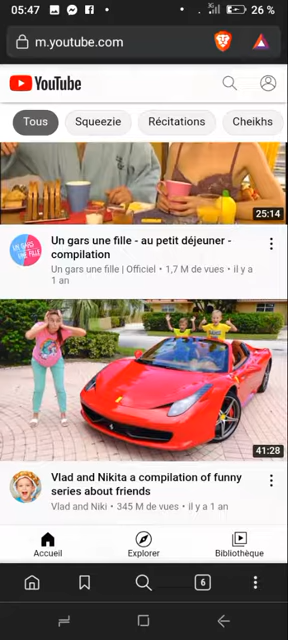 05:47
26 %
m.youtube.com
YouTube
Tous Squeezie Récitations Cheikhs
25:14
Un gars une fille - au petit déjeuner -
compilation
Un gars une fille | Officiel • 1,7 M de vues • il y a
1 an
41:28
Vlad and Nikita a compilation of funny
series about friends
Vlad and Niki • 345 M de vues • il y a 1 an
Accueil Explorer Bibliothèque
6